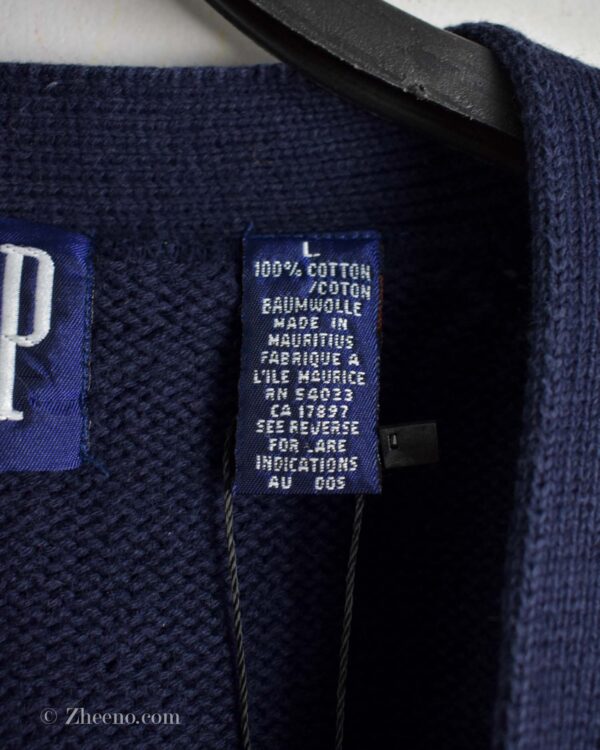 P
L
100% COTTON
/COTON
BAUMWOLLE
MADE IN
MAURITIUS
FABRIQUE A
L'ILE MAURICE
RN 54023
CA 17897
SEE REVERSE
FOR CARE
INDICATIONS
AU DOS
© Zheeno.com